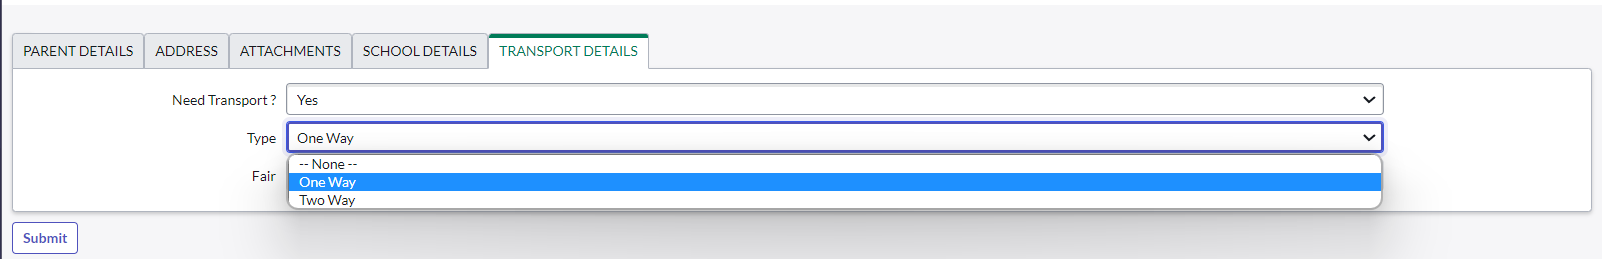 PARENT DETAILS ADDRESS ATTACHMENTS SCHOOL DETAILS TRANSPORT DETAILS
Need Transport ? Yes
Type One Way
-- None --
Fair
One Way
Two Way
Submit